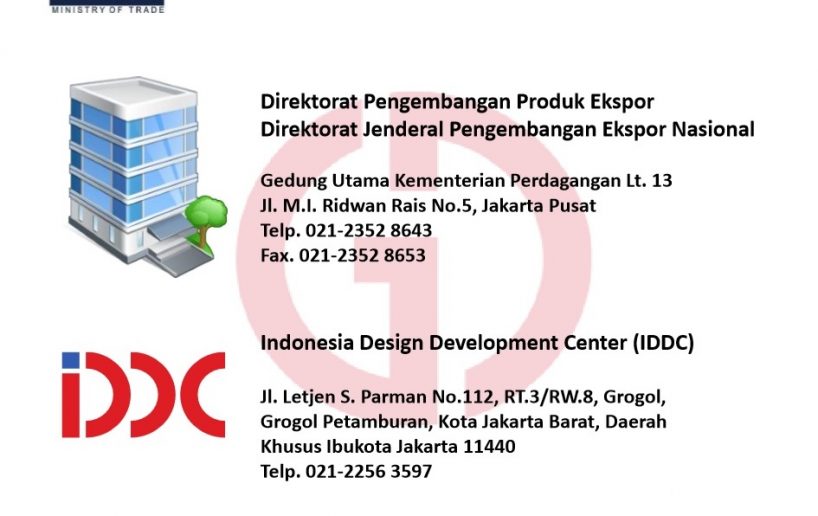 MINISTRY OF TRADE
Direktorat Pengembangan Produk Ekspor
Direktorat Jenderal Pengembangan Ekspor Nasional
Gedung Utama Kementerian Perdagangan Lt. 13
Jl. M.I. Ridwan Rais No.5, Jakarta Pusat
Telp. 021-2352 8643
Fax. 021-2352 8653
iDDC
Indonesia Design Development Center (IDDC)
Jl. Letjen S. Parman No.112, RT.3/RW.8, Grogol,
Grogol Petamburan, Kota Jakarta Barat, Daerah
Khusus Ibukota Jakarta 11440
Telp. 021-2256 3597